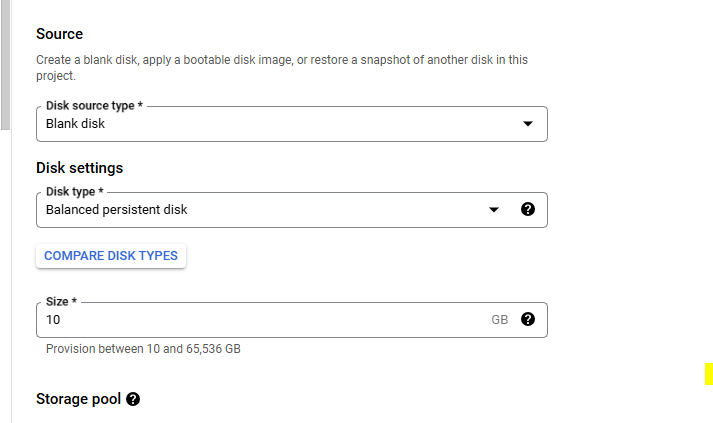 Source
Create a blank disk, apply a bootable disk image, or restore a snapshot of another disk in this
project.
Disk source type *
Blank disk
Disk settings
Disk type *
Balanced persistent disk
COMPARE DISK TYPES
Size *
10 GB
Provision between 10 and 65,536 GB
Storage pool